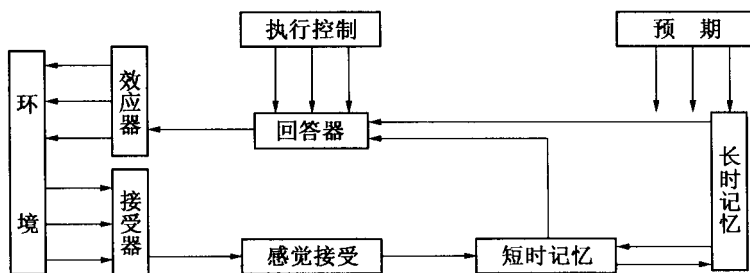 执行控制
预 期
环 境
效应器
回答器
长时记忆
接受器
感觉接受
短时记忆